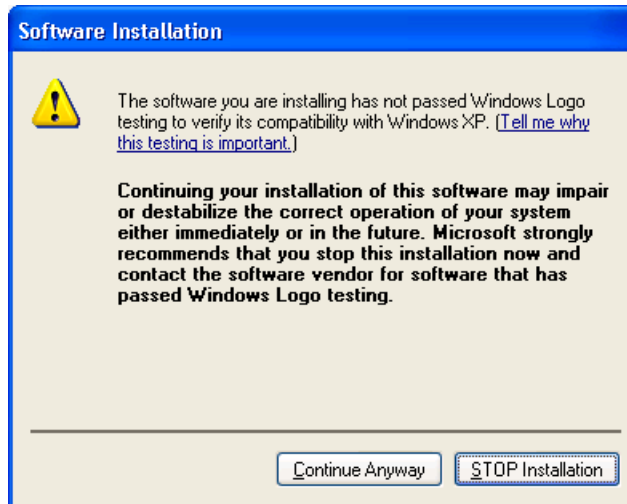 Software Installation
The software you are installing has not passed Windows Logo
testing to verify its compatibility with Windows XP. (Tell me why
this testing is important.)
Continuing your installation of this software may impair
or destabilize the correct operation of your system
either immediately or in the future. Microsoft strongly
recommends that you stop this installation now and
contact the software vendor for software that has
passed Windows Logo testing.
Continue Anyway STOP Installation